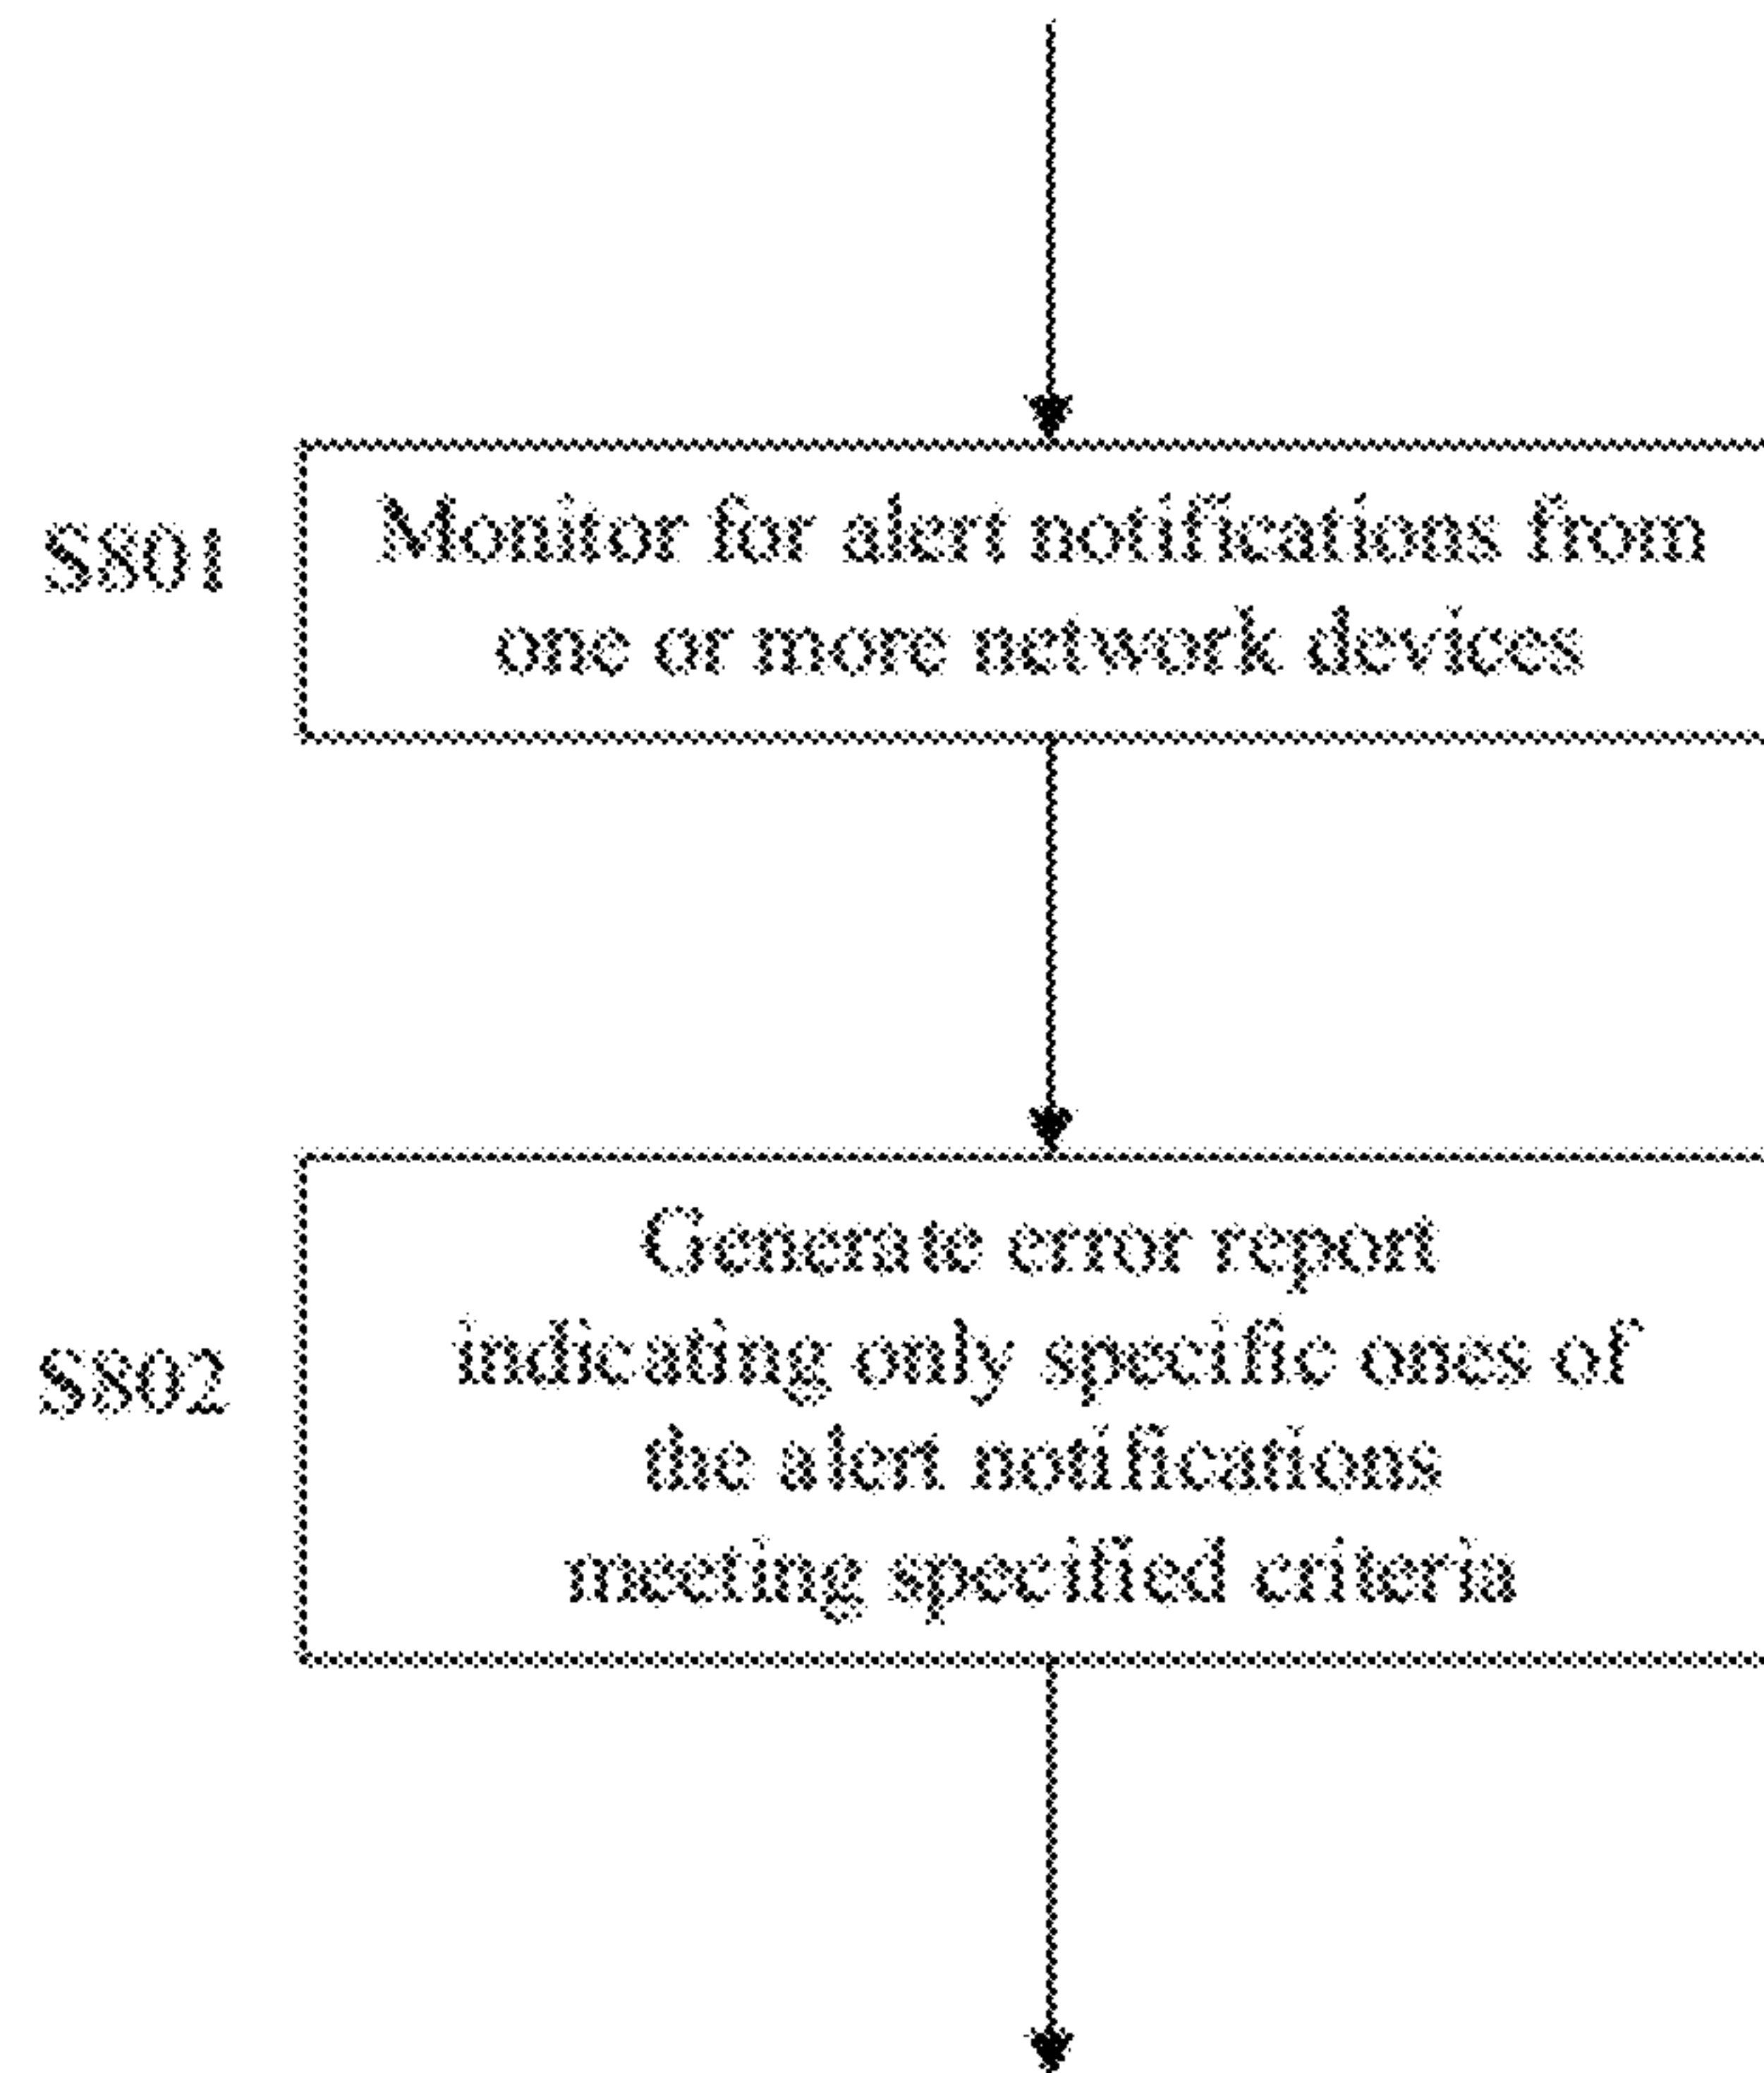 S801
Monitor for alert notifications from
one or more network devices
S802
Generate error report
indicating only specific ones of
the alert notifications
meeting specified criteria